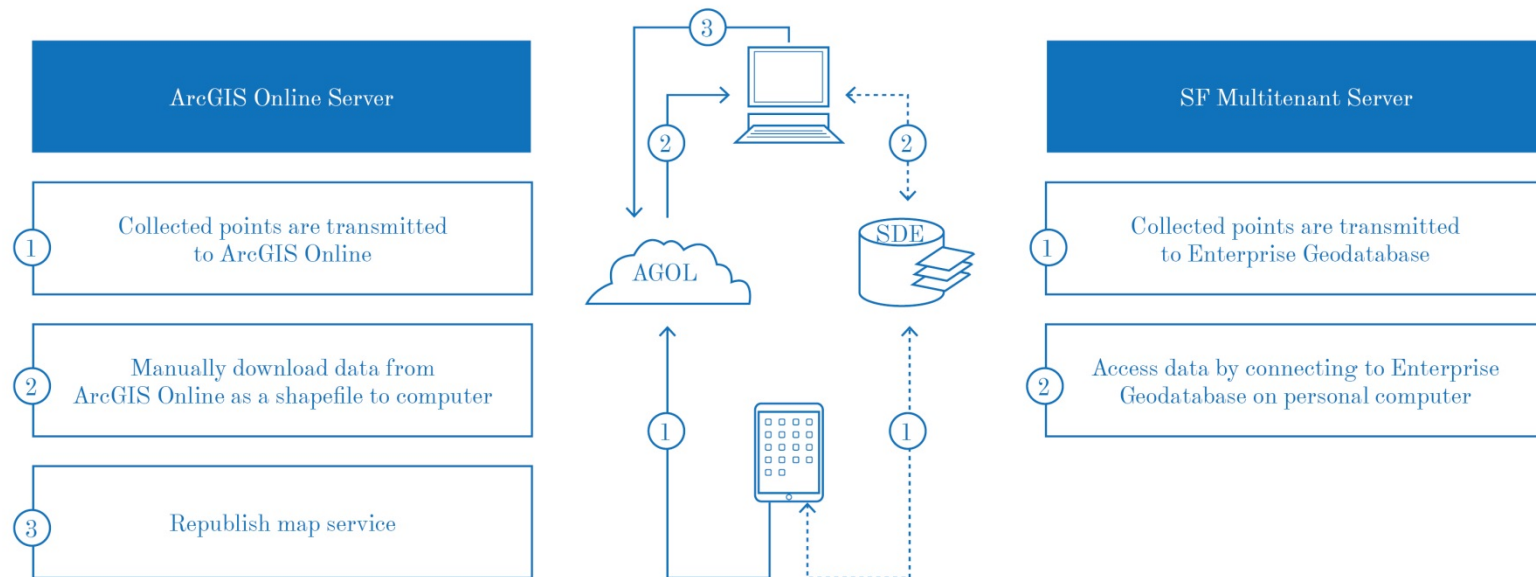 ArcGIS Online Server
1
Collected points are transmitted
to ArcGIS Online
2
Manually download data from
ArcGIS Online as a shapefile to computer
3
Republish map service
3
2
2
AGOL
SDE
1
1
SF Multitenant Server
1
Collected points are transmitted
to Enterprise Geodatabase
2
Access data by connecting to Enterprise
Geodatabase on personal computer